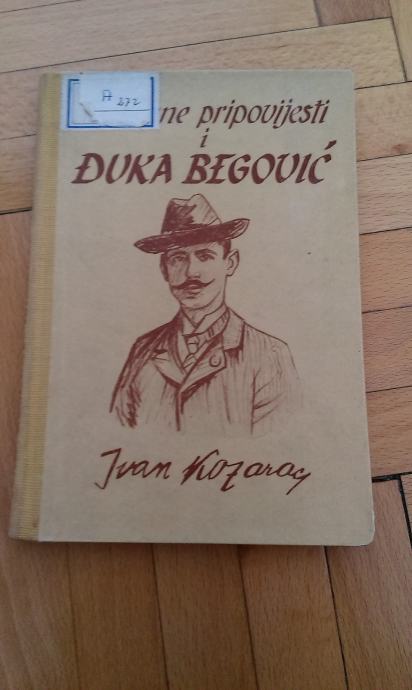 A 272
ne pripovijesti
i
ĐUKA BEGOVIĆ
Ivan Kozarac